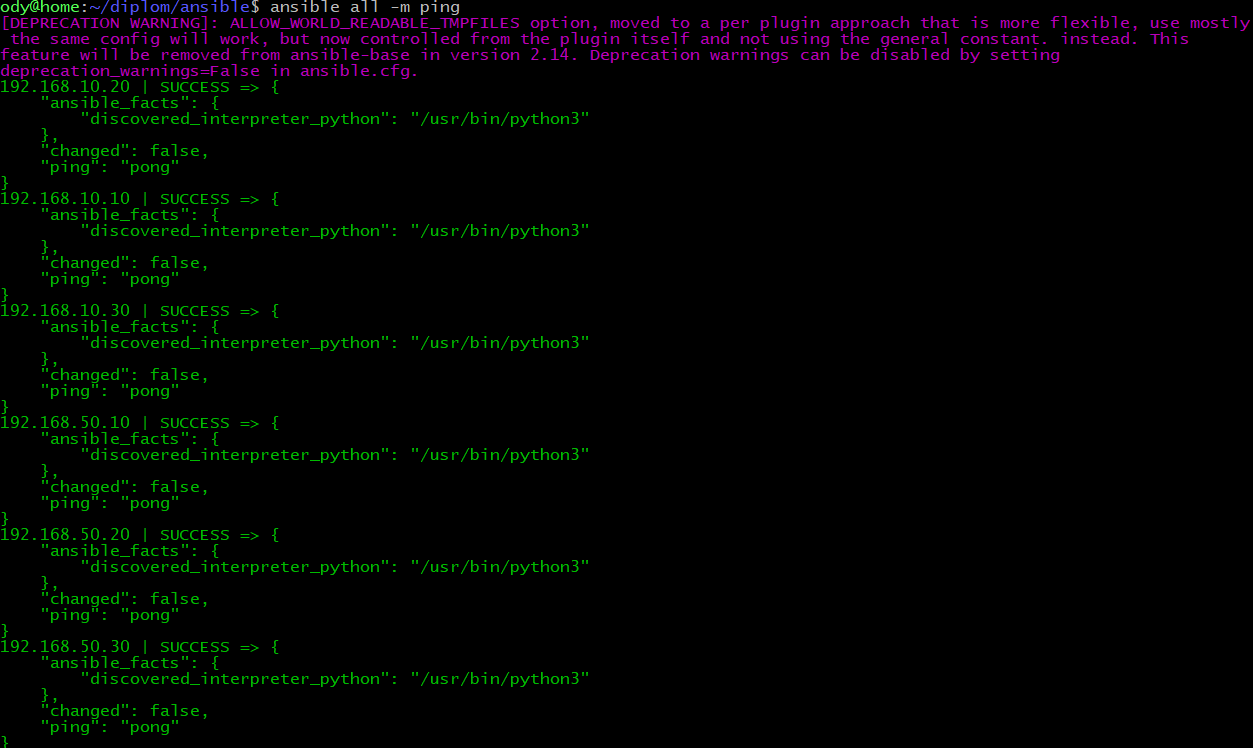 ody@home:~/diplom/ansible$ ansible all -m ping
[DEPRECATION WARNING]: ALLOW_WORLD_READABLE_TMPFILES option, moved to a per plugin approach that is more flexible, use mostly
 the same config will work, but now controlled from the plugin itself and not using the general constant. instead. This
feature will be removed from ansible-base in version 2.14. Deprecation warnings can be disabled by setting
deprecation_warnings=False in ansible.cfg.
192.168.10.20 | SUCCESS => {
    "ansible_facts": {
        "discovered_interpreter_python": "/usr/bin/python3"
    },
    "changed": false,
    "ping": "pong"
}
192.168.10.10 | SUCCESS => {
    "ansible_facts": {
        "discovered_interpreter_python": "/usr/bin/python3"
    },
    "changed": false,
    "ping": "pong"
}
192.168.10.30 | SUCCESS => {
    "ansible_facts": {
        "discovered_interpreter_python": "/usr/bin/python3"
    },
    "changed": false,
    "ping": "pong"
}
192.168.50.10 | SUCCESS => {
    "ansible_facts": {
        "discovered_interpreter_python": "/usr/bin/python3"
    },
    "changed": false,
    "ping": "pong"
}
192.168.50.20 | SUCCESS => {
    "ansible_facts": {
        "discovered_interpreter_python": "/usr/bin/python3"
    },
    "changed": false,
    "ping": "pong"
}
192.168.50.30 | SUCCESS => {
    "ansible_facts": {
        "discovered_interpreter_python": "/usr/bin/python3"
    },
    "changed": false,
    "ping": "pong"
}